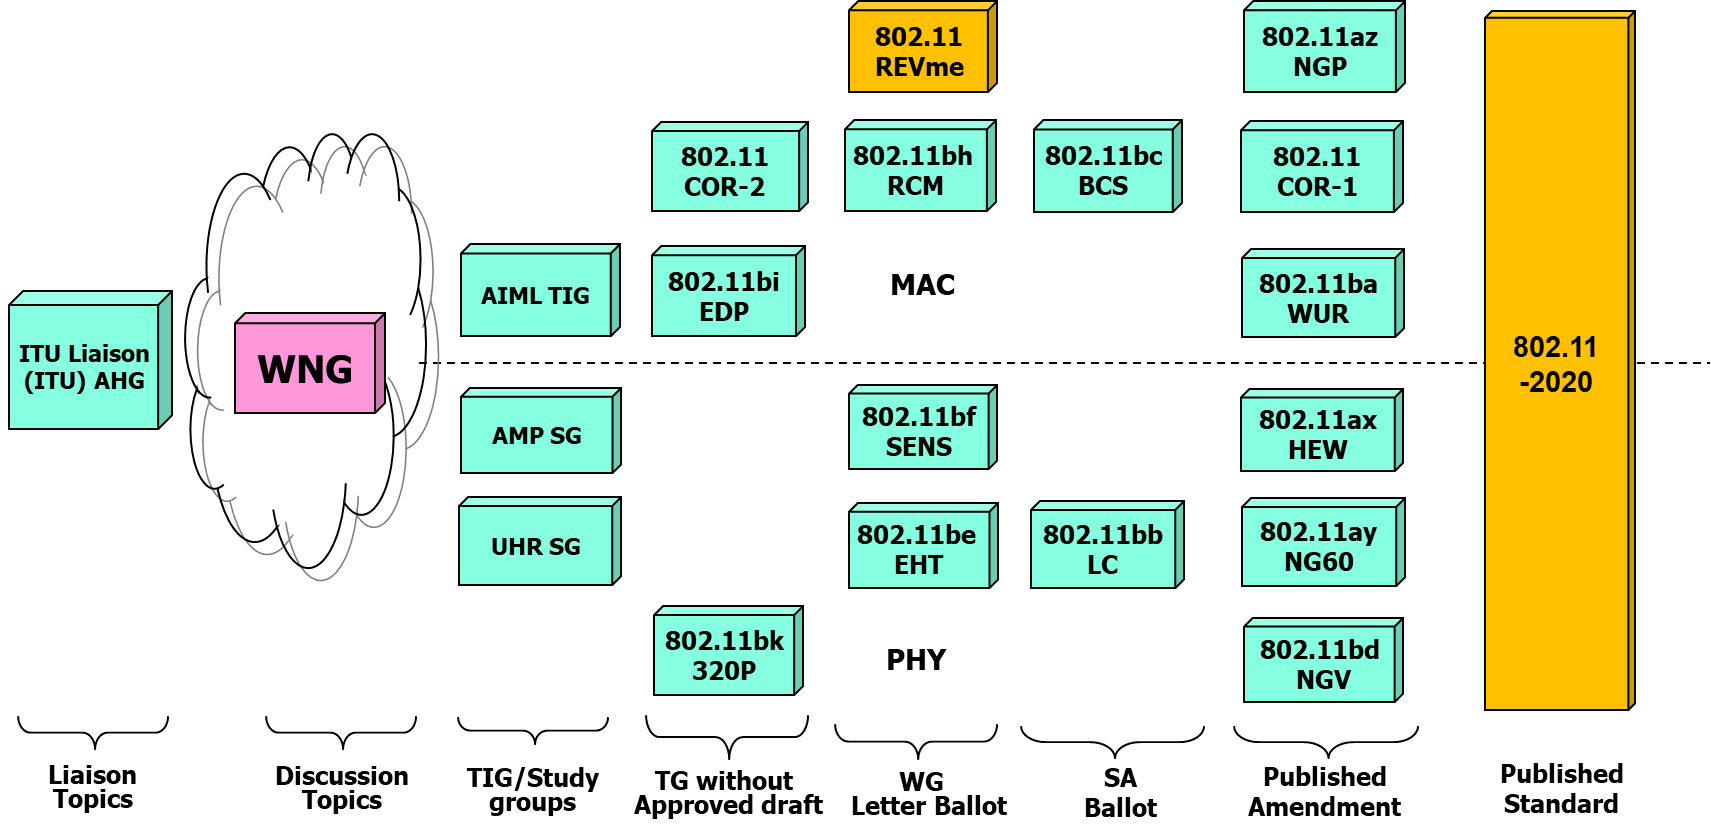 802.11
REVme
802.11az
NGP
802.11
COR-2
802.11bh
RCM
802.11bc
BCS
802.11
COR-1
AIML TIG
802.11bi
EDP
MAC
802.11ba
WUR
ITU Liaison
(ITU) AHG
WNG
802.11
-2020
AMP SG
802.11bf
SENS
802.11ax
HEW
UHR SG
802.11be
EHT
802.11bb
LC
802.11ay
NG60
802.11bk
320P
PHY
802.11bd
NGV
Liaison
Topics
Discussion
Topics
TIG/Study
groups
TG without
Approved draft
WG
Letter Ballot
SA
Ballot
Published
Amendment
Published
Standard